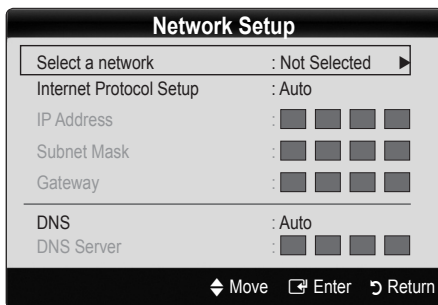 Network Setup
Select a network : Not Selected ►
Internet Protocol Setup : Auto
IP Address :
Subnet Mask :
Gateway :
DNS : Auto
DNS Server :
Move Enter Return